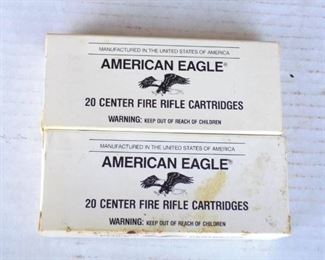 MANUFACTURED IN THE UNITED STATES OF AMERICA
AMERICAN EAGLE®
20 CENTER FIRE RIFLE CARTRIDGES
WARNING: KEEP OUT OF REACH OF CHILDREN
MANUFACTURED IN THE UNITED STATES OF AMERICA
AMERICAN EAGLE®
20 CENTER FIRE RIFLE CARTRIDGES
WARNING: KEEP OUT OF REACH OF CHILDREN